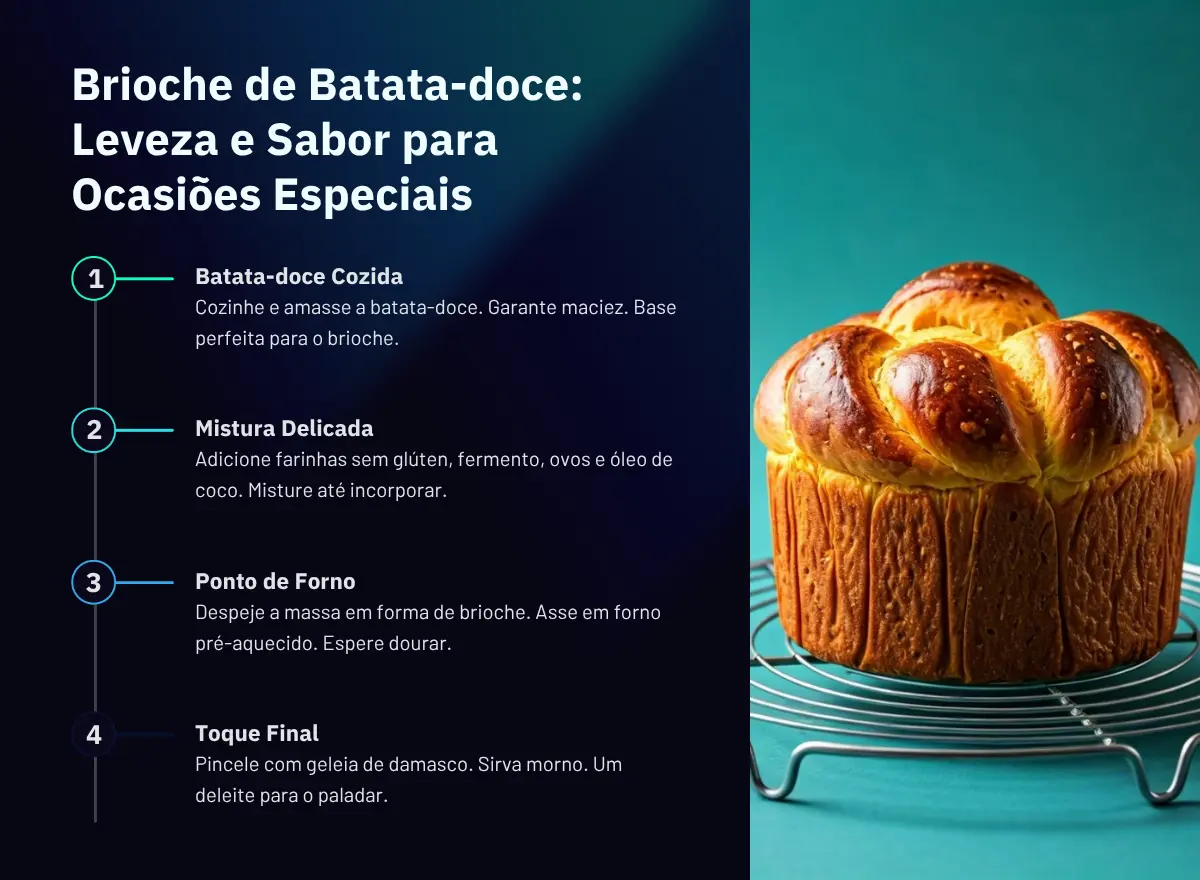 Brioche de Batata-doce:
Leveza e Sabor para
Ocasiões Especiais
1
Batata-doce Cozida
Cozinhe e amasse a batata-doce. Garante maciez. Base
perfeita para o brioche.
2
Mistura Delicada
Adicione farinhas sem glúten, fermento, ovos e óleo de
coco. Misture até incorporar.
3
Ponto de Forno
Despeje a massa em forma de brioche. Asse em forno
pré-aquecido. Espere dourar.
4
Toque Final
Pincele com geleia de damasco. Sirva morno. Um
deleite para o paladar.